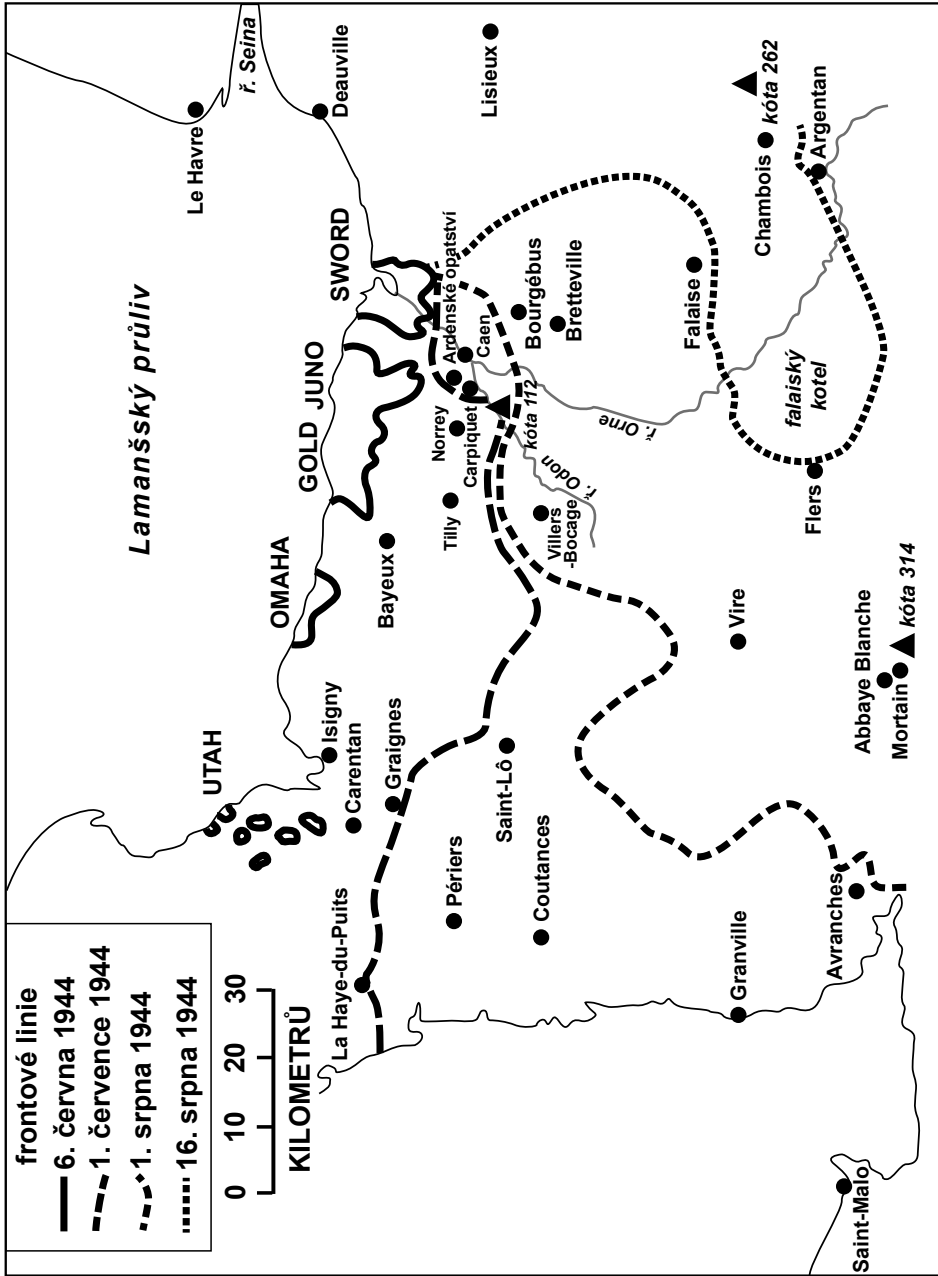 frontové linie
6. června 1944
1. července 1944
1. srpna 1944
16. srpna 1944
0 10 20 30
KILOMETRŮ
Lamanšský průliv
UTAH
OMAHA
GOLD
JUNO
SWORD
Le Havre
ř. Seina
Deauville
Lisieux
Isigny
Carentan
Graignes
La Haye-du-Puits
Périers
Saint-Lô
Coutances
Bayeux
Tilly
Norrey
Carpiquet
Ardenské opatství
Caen
kóta 112
ř. Odon
Villers
-Bocage
ř. Orne
Bourgébus
Bretteville
Falaise
falaiský
kotel
Chambois
kóta 262
Argentan
Flers
Vire
Abbaye Blanche
Mortain
kóta 314
Granville
Avranches
Saint-Malo